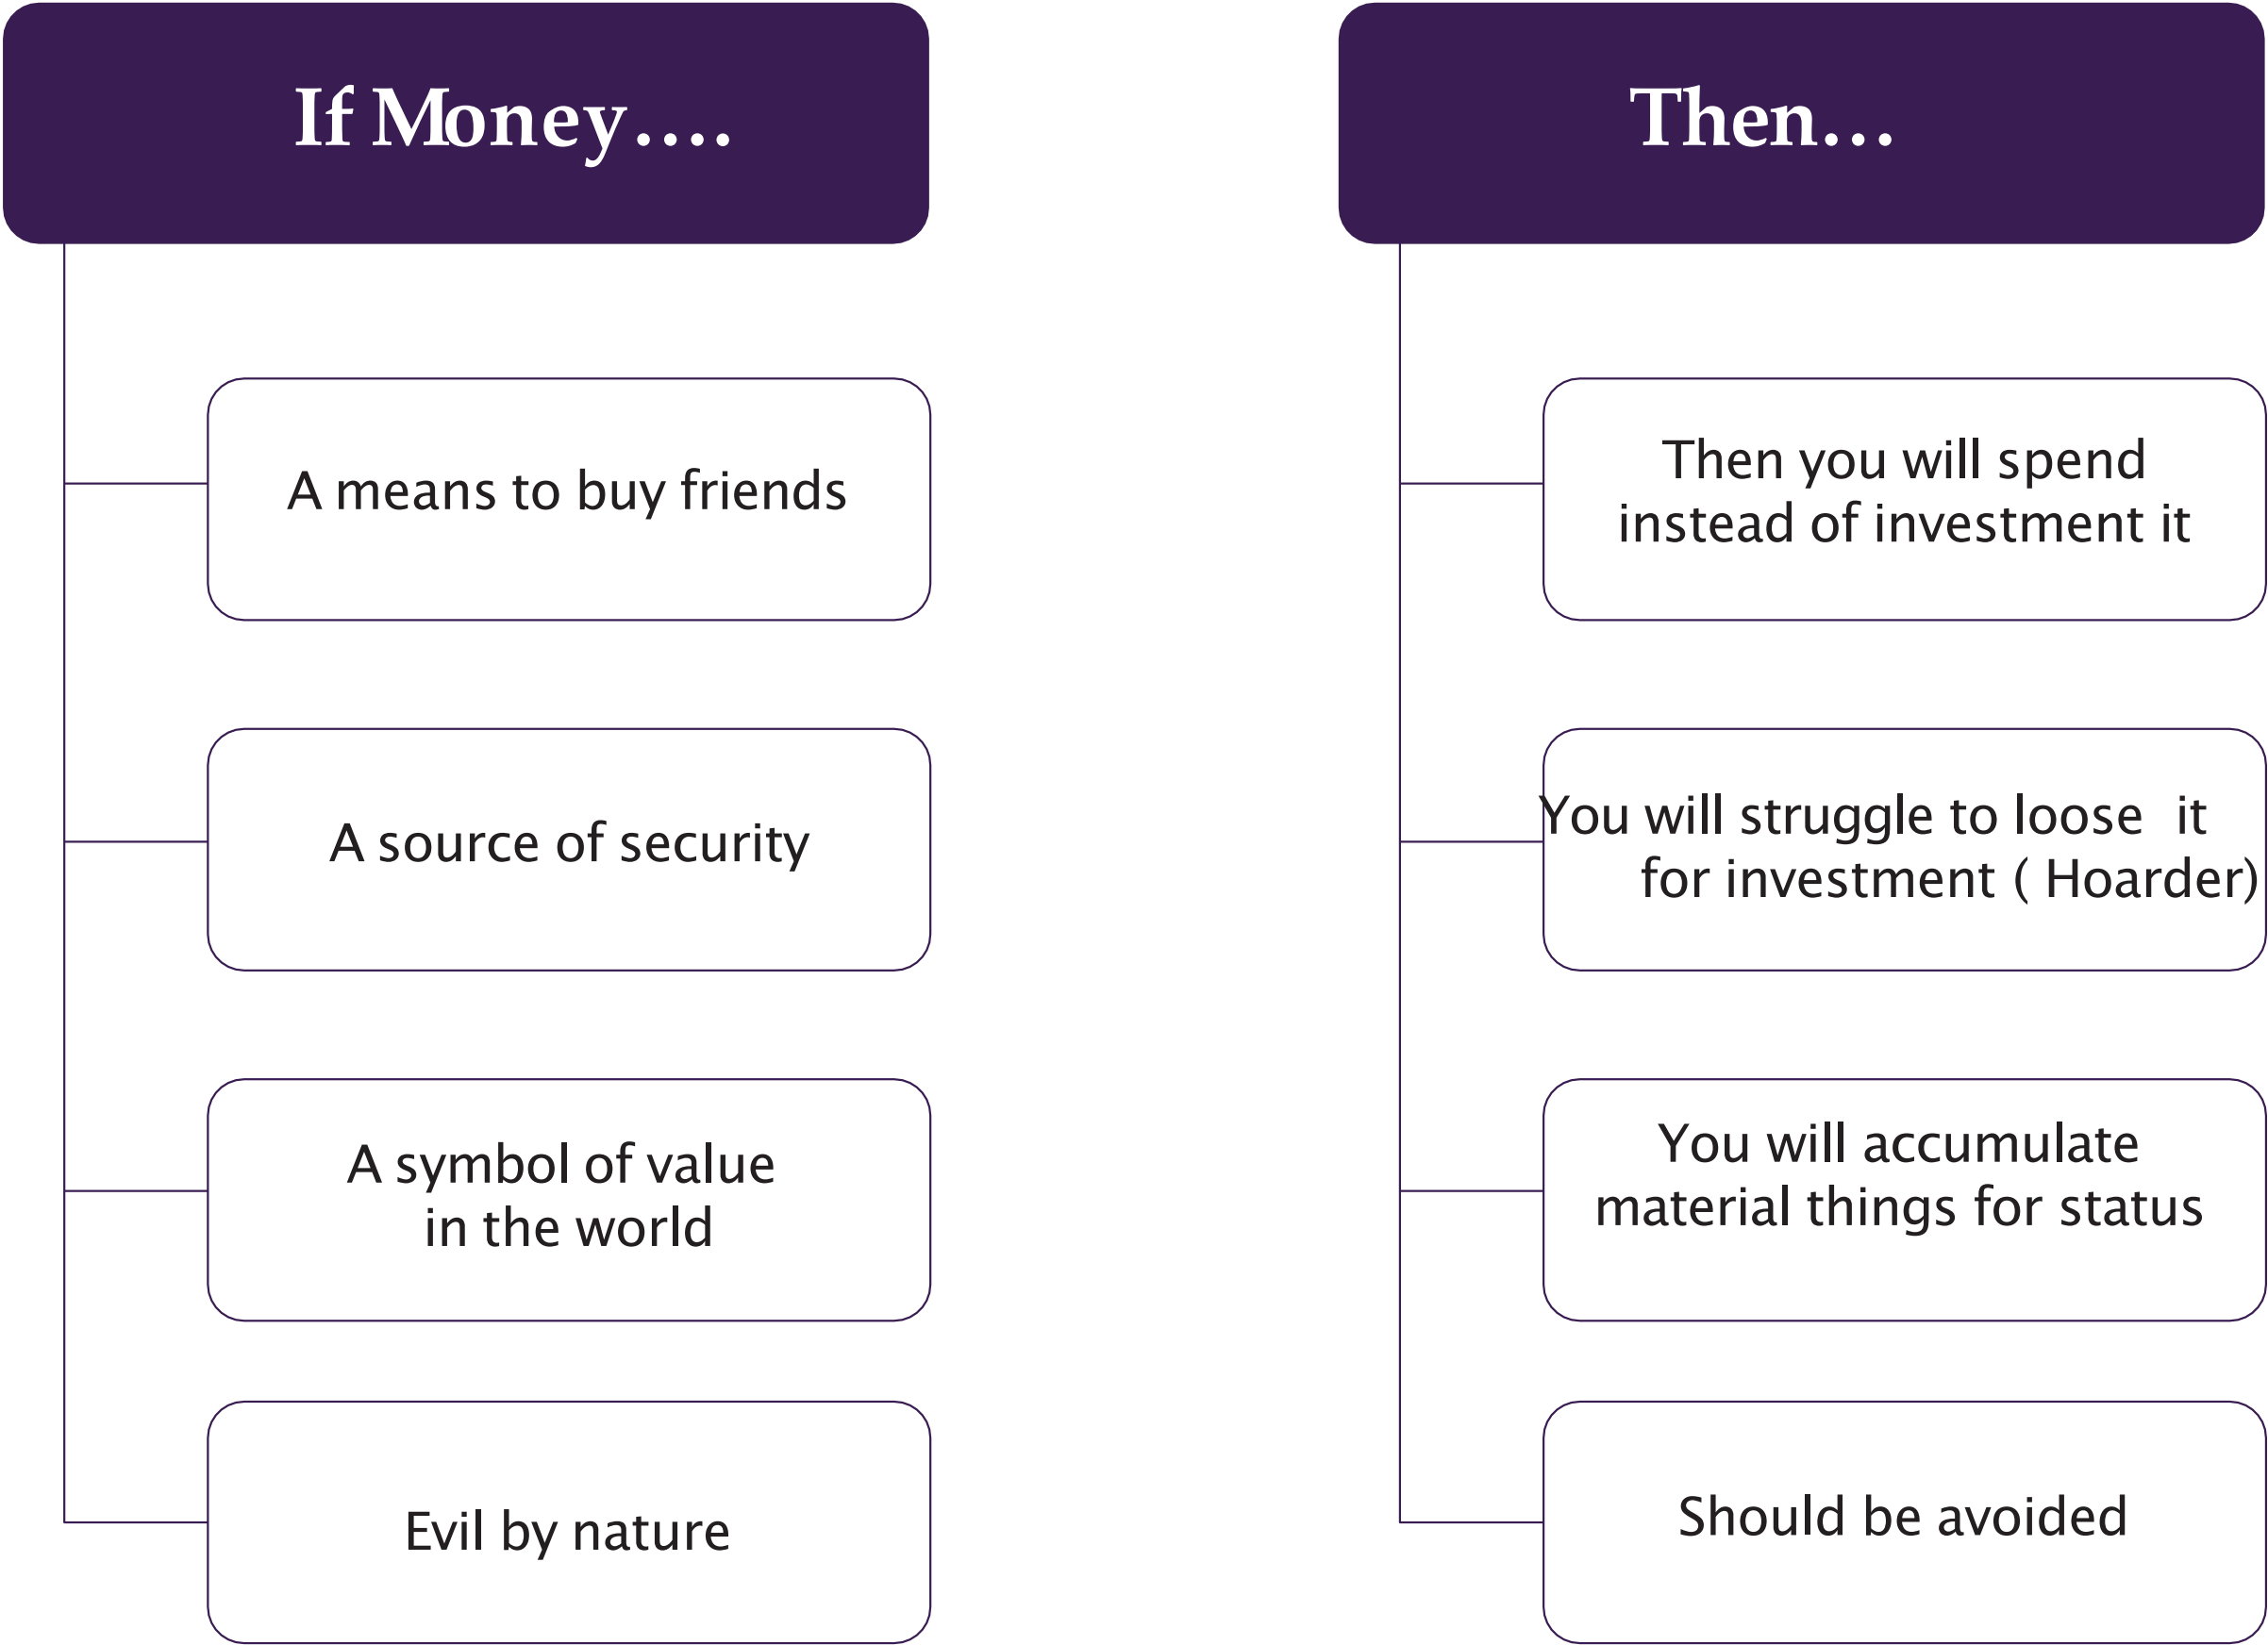 If Money....
A means to buy friends
A source of security
A symbol of value
in the world
Evil by nature
Then...
Then you will spend
instead of investment it
You will struggle to loose  it
for investment ( Hoarder)
You will accumulate
material things for status
Should be avoided